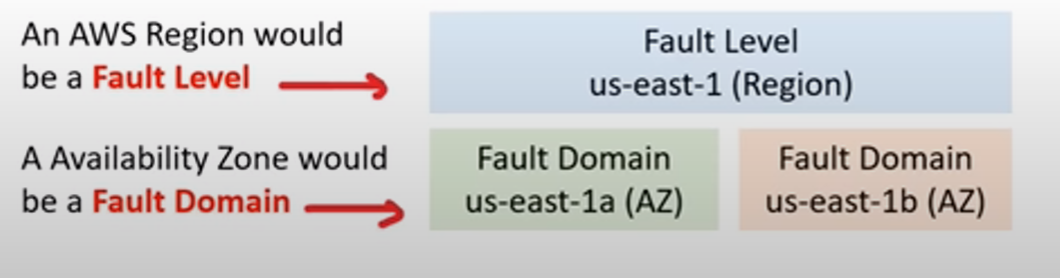 An AWS Region would
be a Fault Level
Fault Level
us-east-1 (Region)
A Availability Zone would
be a Fault Domain
Fault Domain
us-east-1a (AZ)
Fault Domain
us-east-1b (AZ)